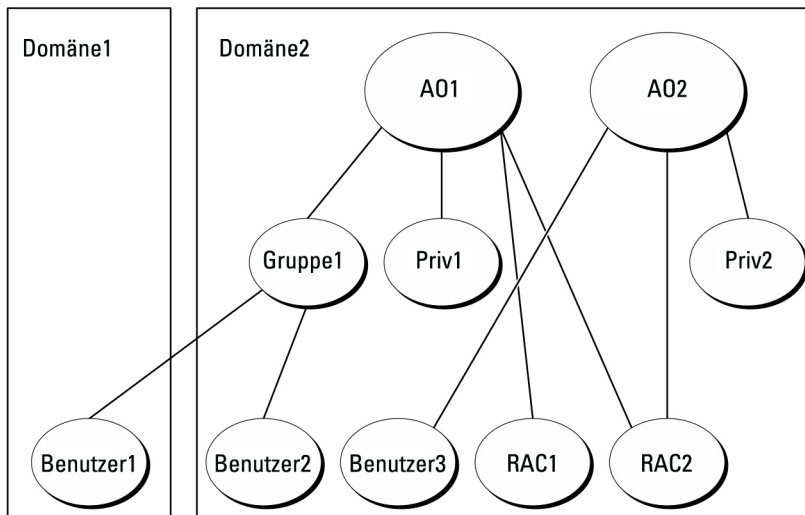 Domäne1
Domäne2
AO1
AO2
Gruppe1
Priv1
Priv2
Benutzer1
Benutzer2
Benutzer3
RAC1
RAC2